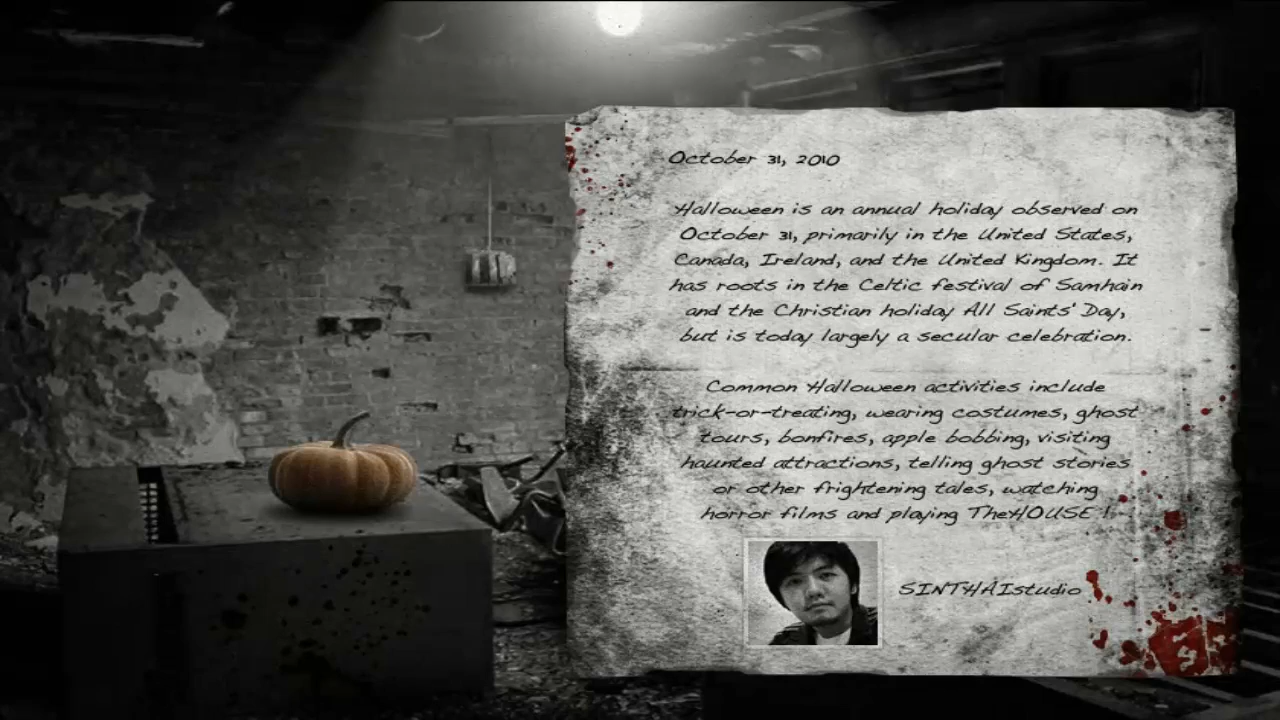 October 31, 2010
Halloween is an annual holiday observed on
October 31, primarily in the United States,
Canada, Ireland, and the United Kingdom. It
has roots in the Celtic festival of Samhain
and the Christian holiday All Saints' Day,
but is today largely a secular celebration.
Common Halloween activities include
trick-or-treating, wearing costumes, ghost
tours, bonfires, apple bobbing, visiting
haunted attractions, telling ghost stories
or other frightening tales, watching
horror films and playing TheHOUSE !
SINTHAIstudio